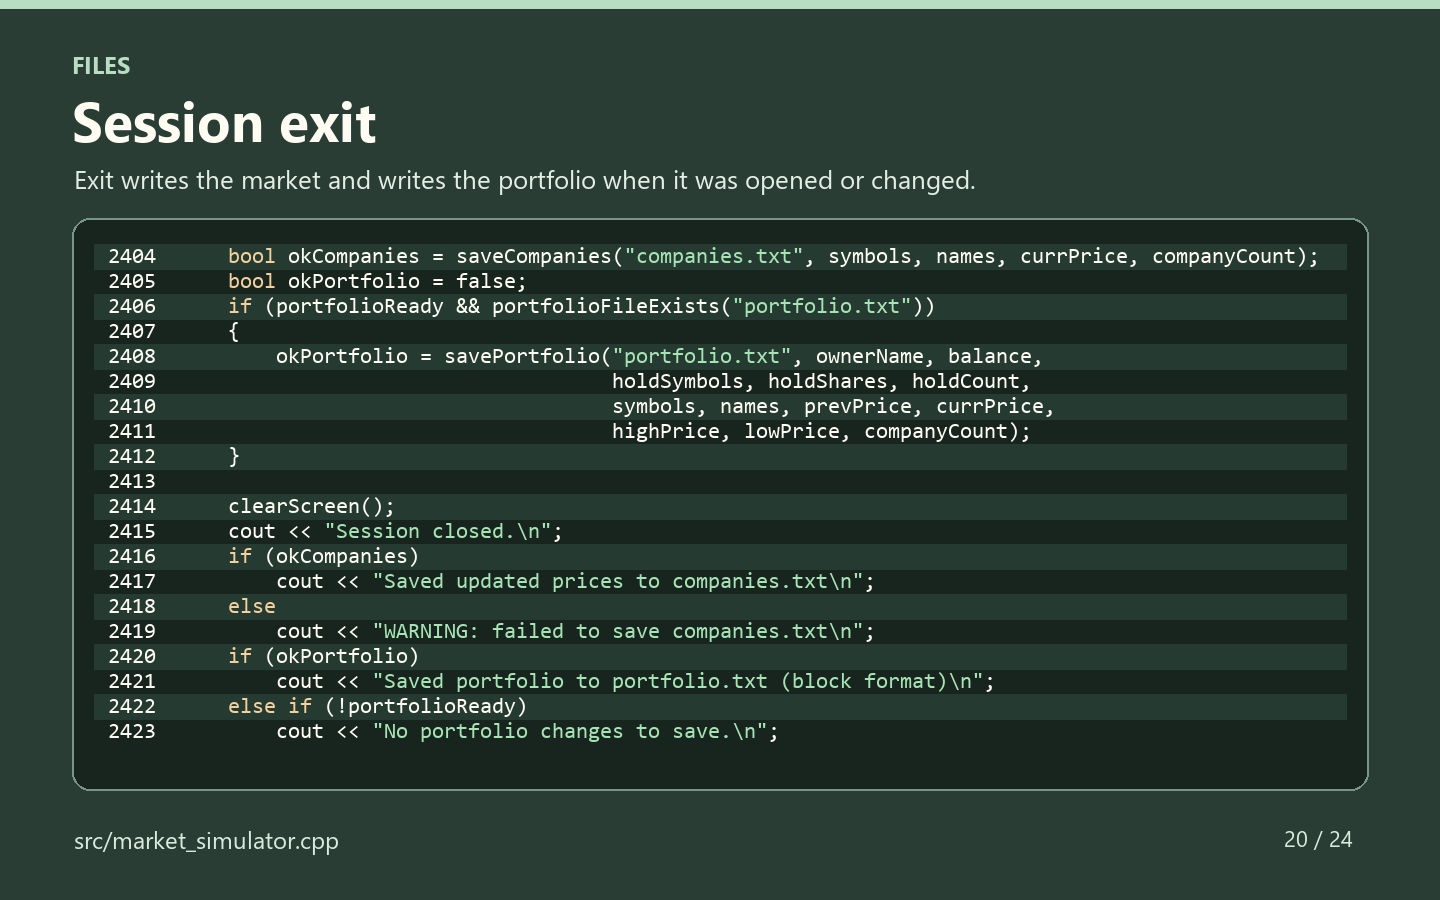 FILES
Session exit
Exit writes the market and writes the portfolio when it was opened or changed.
2404      bool okCompanies = saveCompanies("companies.txt", symbols, names, currPrice, companyCount);
2405      bool okPortfolio = false;
2406      if (portfolioReady && portfolioFileExists("portfolio.txt"))
2407      {
2408          okPortfolio = savePortfolio("portfolio.txt", ownerName, balance,
2409                                      holdSymbols, holdShares, holdCount,
2410                                      symbols, names, prevPrice, currPrice,
2411                                      highPrice, lowPrice, companyCount);
2412      }
2413
2414      clearScreen();
2415      cout << "Session closed.\n";
2416      if (okCompanies)
2417          cout << "Saved updated prices to companies.txt\n";
2418      else
2419          cout << "WARNING: failed to save companies.txt\n";
2420      if (okPortfolio)
2421          cout << "Saved portfolio to portfolio.txt (block format)\n";
2422      else if (!portfolioReady)
2423          cout << "No portfolio changes to save.\n";
src/market_simulator.cpp
20 / 24